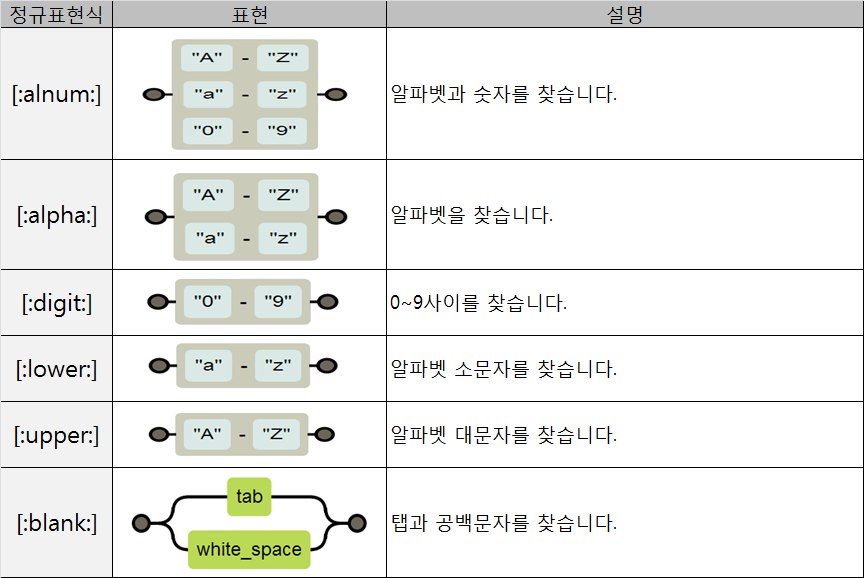 정규표현식 표현 설명
"A" - "Z"
[:alnum:] "a" - "z" 알파벳과 숫자를 찾습니다.
"0" - "9"
"A" - "Z"
[:alpha:] 알파벳을 찾습니다.
"a" - "z"
[:digit:] "0" - "9" 0~9사이를 찾습니다.
[:lower:] "a" - "z" 알파벳 소문자를 찾습니다.
[:upper:] "A" - "Z" 알파벳 대문자를 찾습니다.
tab
[:blank:] 탭과 공백문자를 찾습니다.
white_space